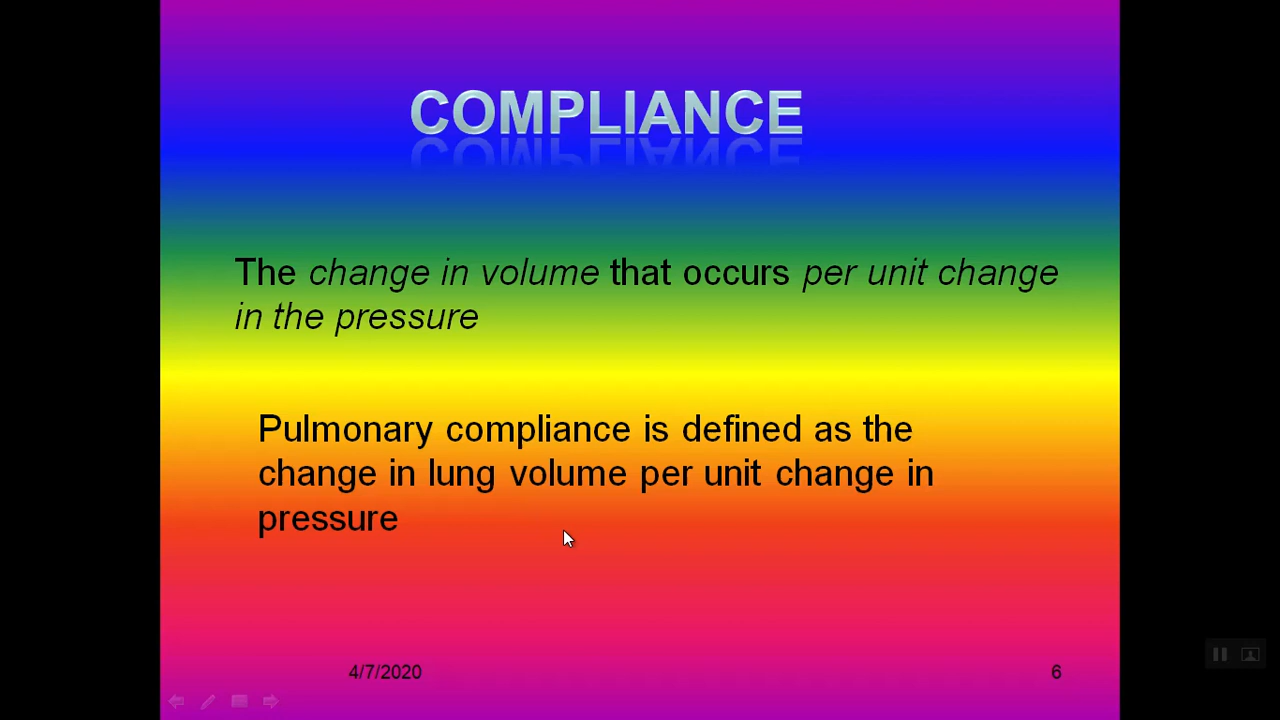 COMPLIANCE
The change in volume that occurs per unit change
in the pressure
Pulmonary compliance is defined as the
change in lung volume per unit change in
pressure
4/7/2020
6